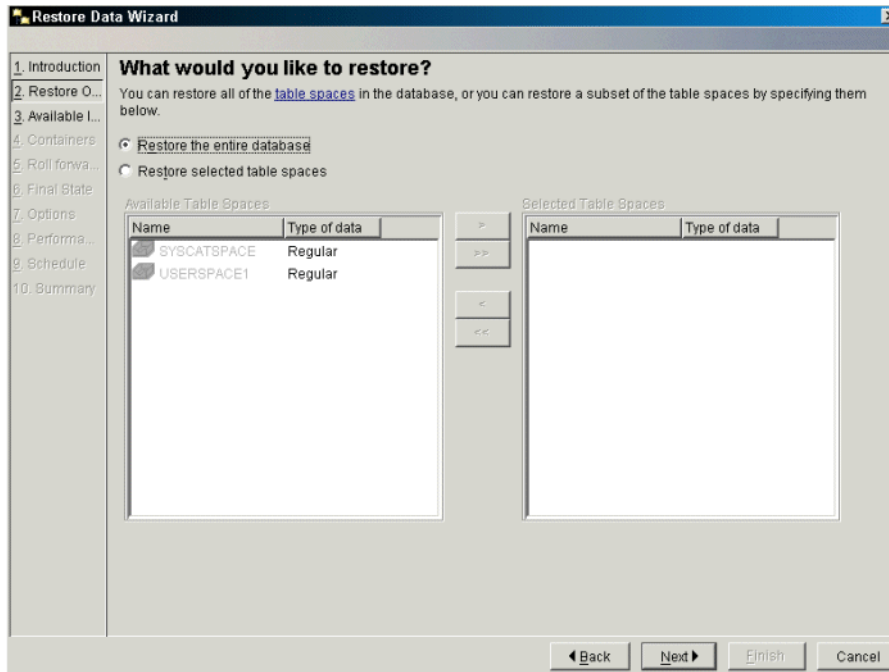 Restore Data Wizard
1. Introduction
2. Restore O...
3. Available I...
4. Containers
5. Roll forwa...
6. Final State
7. Options
8. Performa...
9. Schedule
10. Summary
What would you like to restore?
You can restore all of the table spaces in the database, or you can restore a subset of the table spaces by specifying them
below.
Restore the entire database
Restore selected table spaces
Available Table Spaces
Name Type of data
SYSCATSPACE Regular
USERSPACE1 Regular
>
>>
<
<<
Selected Table Spaces
Name Type of data
Back Next Finish Cancel